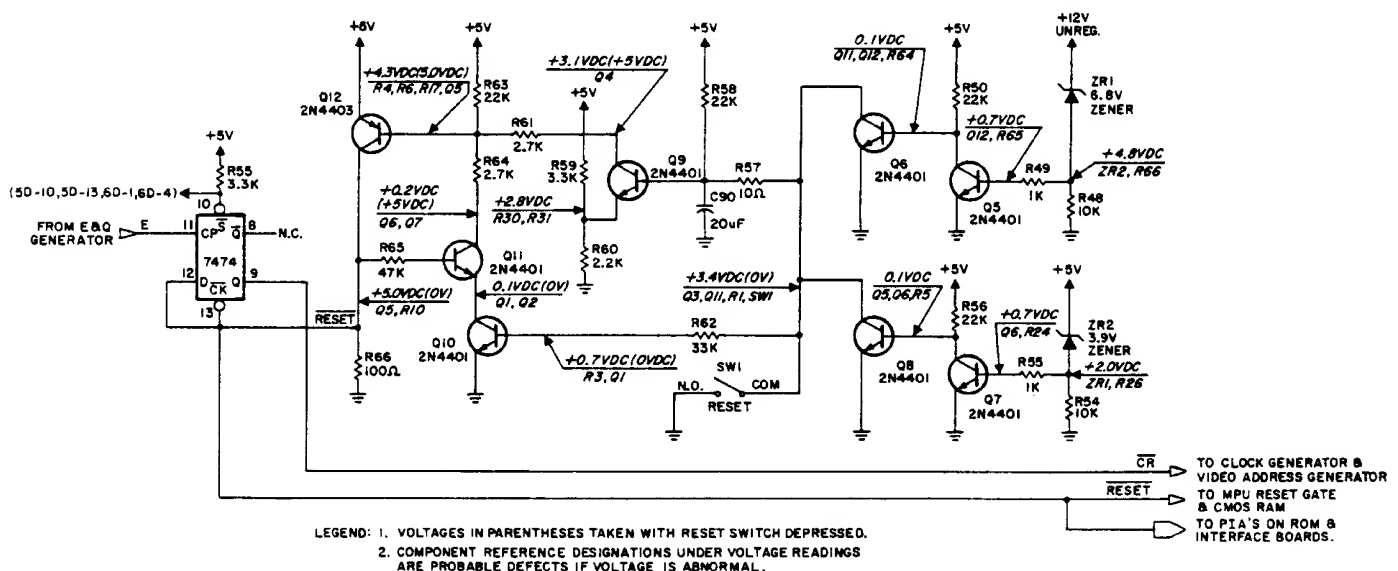 +5V
R55
3.3K
(5D-10,5D-13,6D-1,6D-4)
10
S
FROM E&Q
GENERATOR
E
11
CP
Q
8
N.C.
7474
12
D
CK
Q
9
13
+4.3VDC(5.0VDC)
R4,R6,R17,Q5
Q12
2N4403
+5V
R63
22K
R61
2.7K
R64
2.7K
+0.2VDC
(+5VDC)
Q6, Q7
R65
47K
Q11
2N4401
+5.0VDC(0V)
Q5,R10
0.1VDC(0V)
Q1, Q2
RESET
R66
100Ω
Q10
2N4401
+0.7VDC(0VDC)
R3,Q1
+3.1VDC(+5VDC)
Q4
+5V
R59
3.3K
+2.8VDC
R30, R31
R60
2.2K
Q9
2N4401
+5V
R58
22K
R57
10Ω
C90
20uF
+3.4VDC(0V)
Q3,Q11,R1,SW1
R62
33K
SW1
N.O.
COM
RESET
0.1VDC
Q11,Q12,R64
Q6
2N4401
+5V
R50
22K
+0.7VDC
Q12, R65
R49
1K
Q5
2N4401
+12V
UNREG.
ZR1
6.8V
ZENER
+4.8VDC
ZR2, R66
R48
10K
0.1VDC
Q5,Q6,R5
Q8
2N4401
+5V
R56
22K
+0.7VDC
Q6, R24
R55
1K
Q7
2N4401
+5V
ZR2
3.9V
ZENER
+2.0VDC
ZR1, R26
R54
10K
CR
TO CLOCK GENERATOR &
VIDEO ADDRESS GENERATOR
RESET
TO MPU RESET GATE
& CMOS RAM
TO PIA'S ON ROM &
INTERFACE BOARDS.
LEGEND: 1. VOLTAGES IN PARENTHESES TAKEN WITH RESET SWITCH DEPRESSED.
2. COMPONENT REFERENCE DESIGNATIONS UNDER VOLTAGE READINGS
ARE PROBABLE DEFECTS IF VOLTAGE IS ABNORMAL.